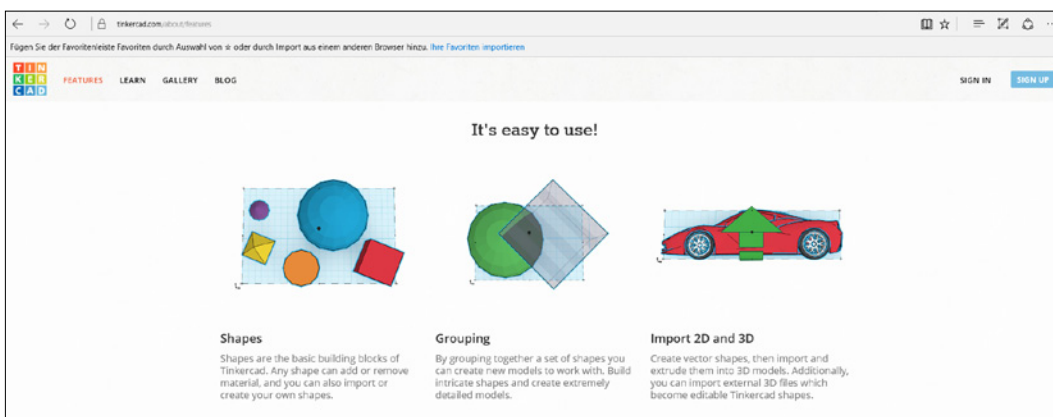 tinkercad.com/about/features
Fügen Sie der Favoritenleiste Favoriten durch Auswahl von ☆ oder durch Import aus einem anderen Browser hinzu. Ihre Favoriten importieren
TIN
KER
CAD
FEATURES LEARN GALLERY BLOG
SIGN IN SIGN UP
It's easy to use!
Shapes
Shapes are the basic building blocks of
Tinkercad. Any shape can add or remove
material, and you can also import or
create your own shapes.
Grouping
By grouping together a set of shapes you
can create new models to work with. Build
intricate shapes and create extremely
detailed models.
Import 2D and 3D
Create vector shapes, then import and
extrude them into 3D models. Additionally,
you can import external 3D files which
become editable Tinkercad shapes.